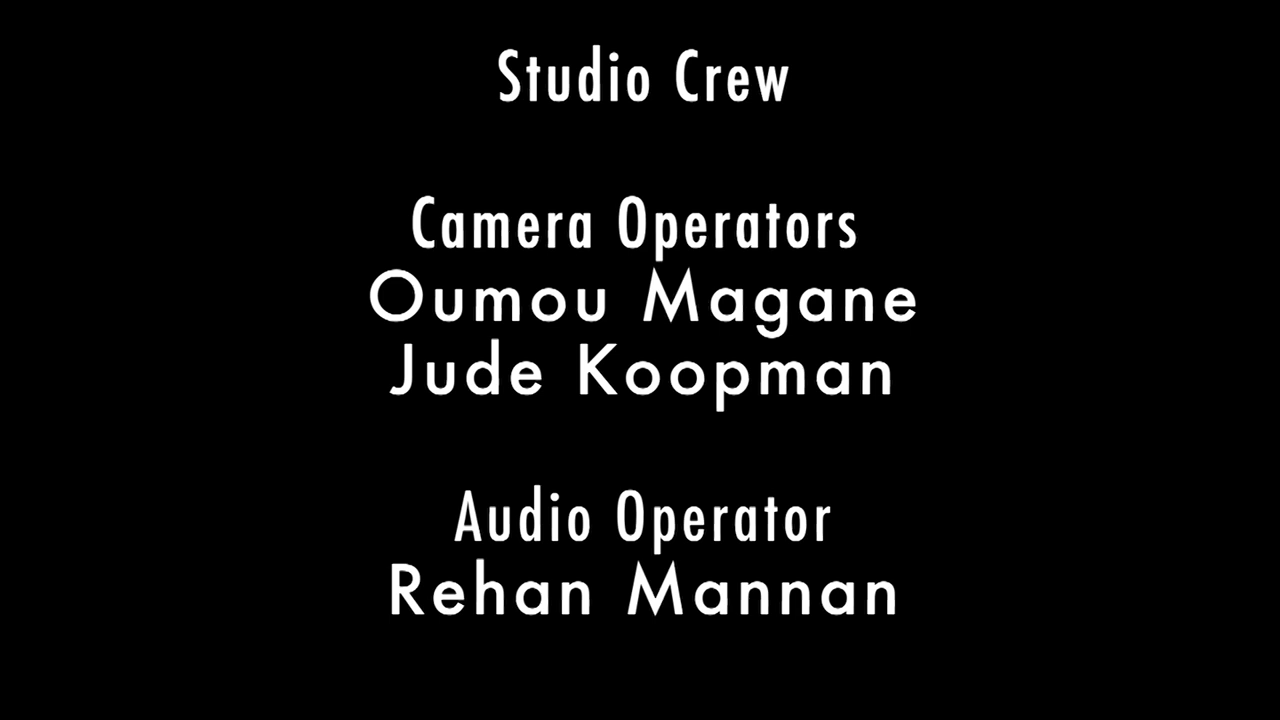 Studio Crew
Camera Operators
Oumou Magane
Jude Koopman
Audio Operator
Rehan Mannan